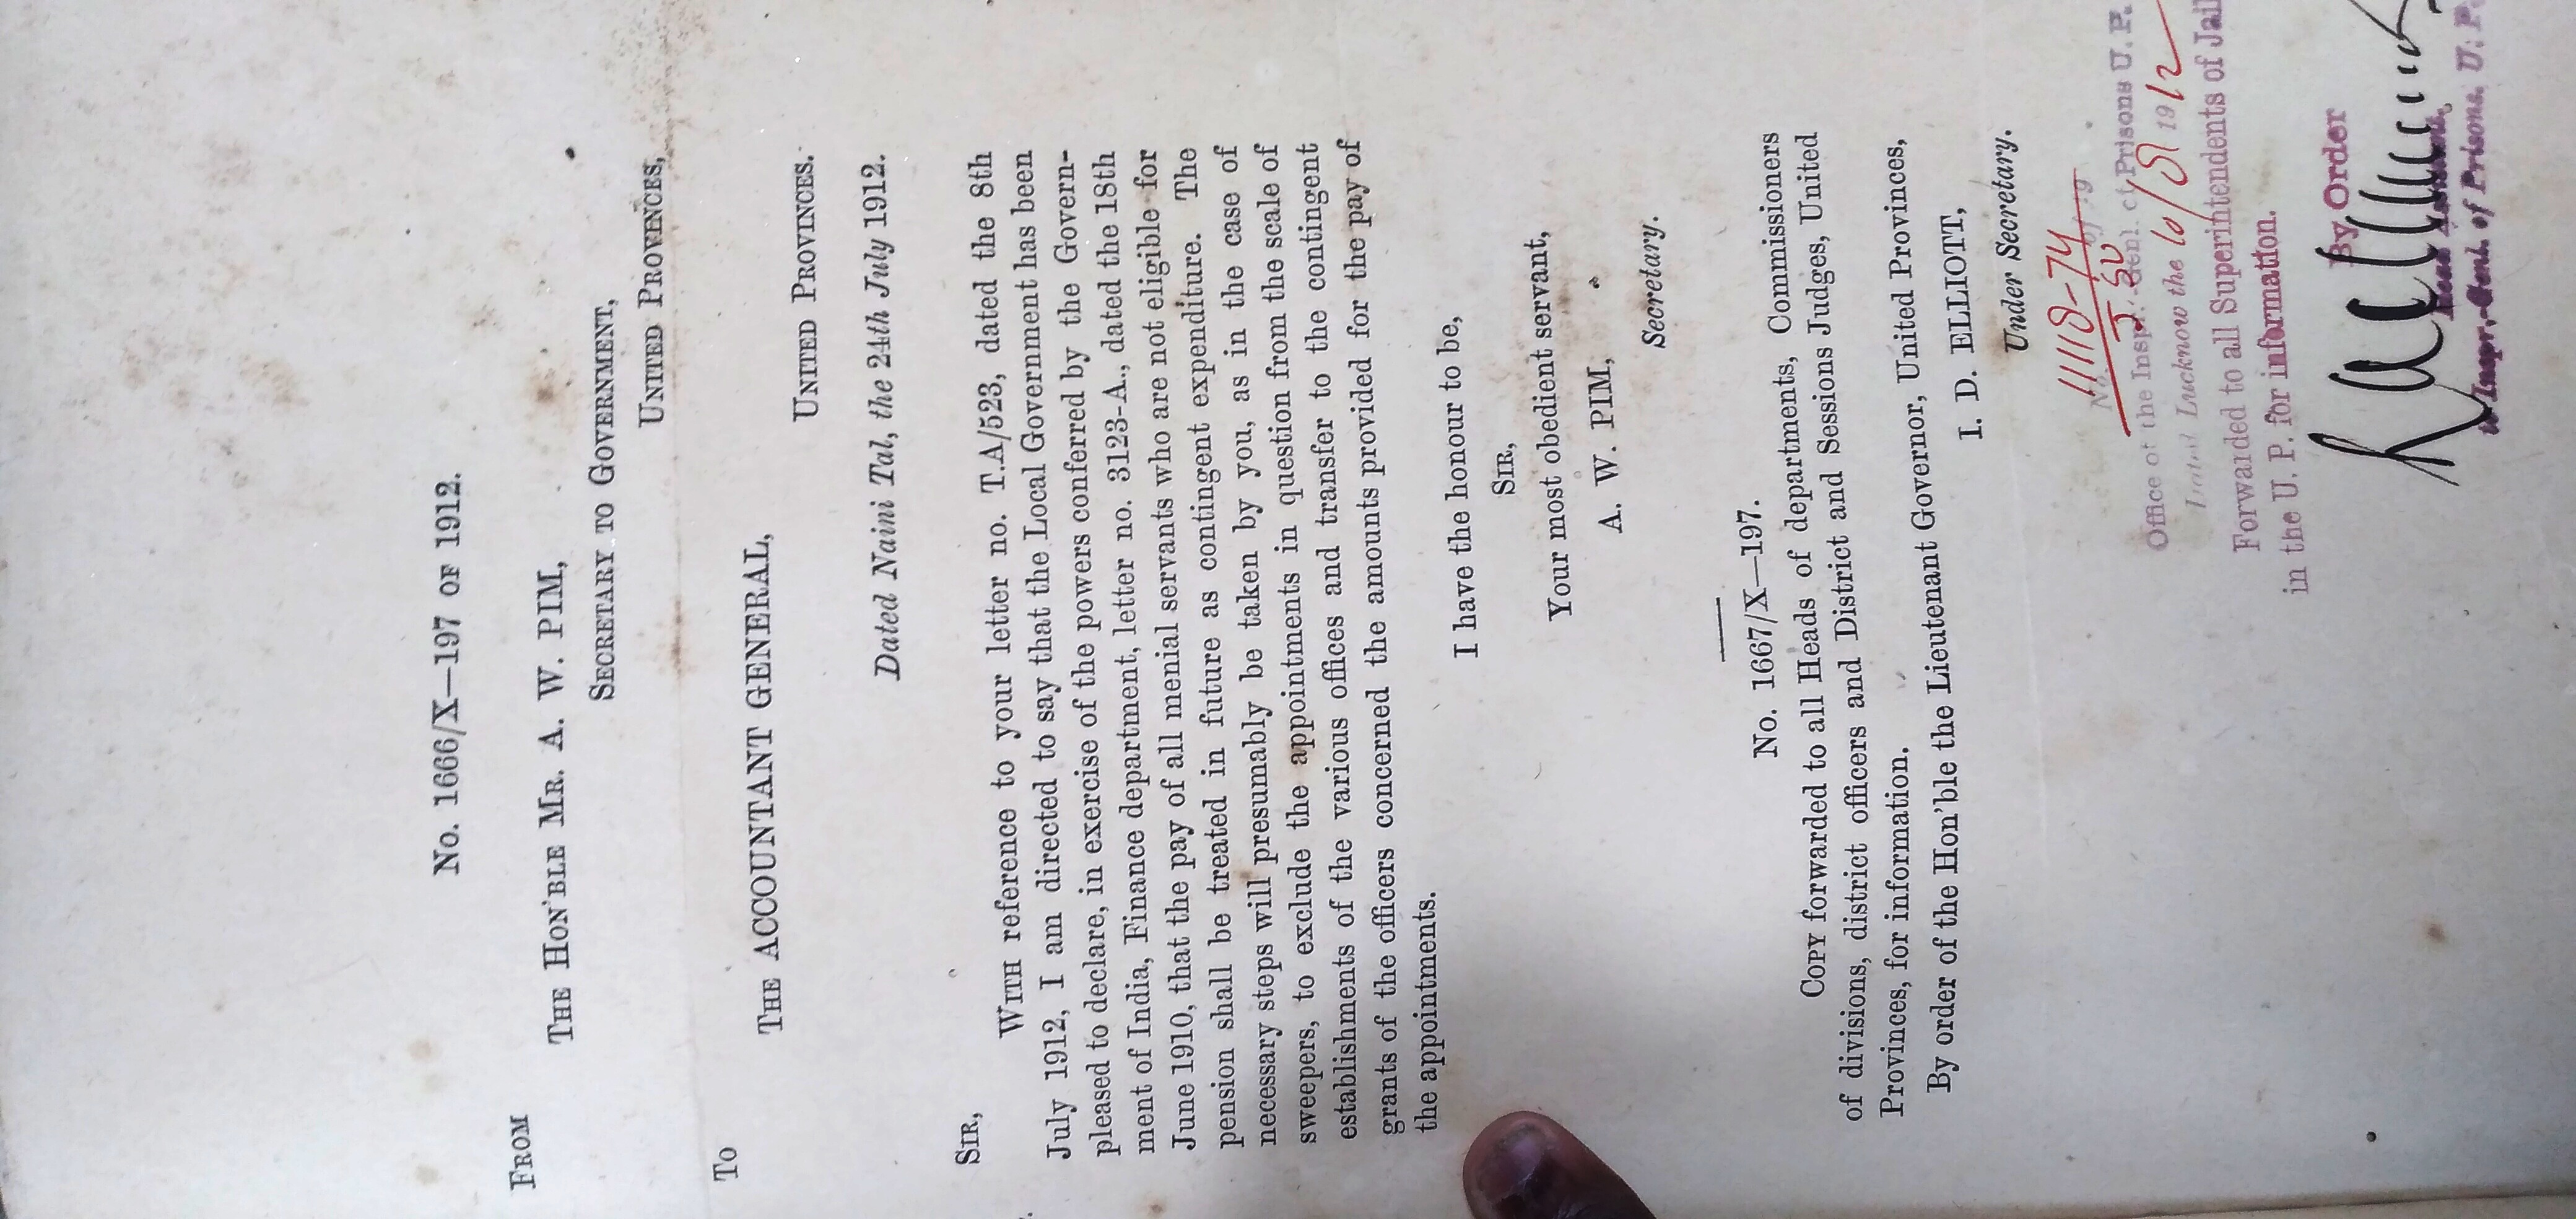 No. 1666/X—197 OF 1912.
FROM
THE HON'BLE MR. A. W. PIM,
SECRETARY TO GOVERNMENT,
UNITED PROVINCES,
To
THE ACCOUNTANT GENERAL,
UNITED PROVINCES.
Dated Naini Tal, the 24th July 1912.
SIR,
WITH reference to your letter no. T.A/523, dated the 8th
July 1912, I am directed to say that the Local Government has been
pleased to declare, in exercise of the powers conferred by the Govern-
ment of India, Finance department, letter no. 3123-A., dated the 18th
June 1910, that the pay of all menial servants who are not eligible for
pension shall be treated in future as contingent expenditure. The
necessary steps will presumably be taken by you, as in the case of
sweepers, to exclude the appointments in question from the scale of
establishments of the various offices and transfer to the contingent
grants of the officers concerned the amounts provided for the pay of
the appointments.
I have the honour to be,
SIR,
Your most obedient servant,
A. W. PIM,
Secretary.
No. 1667/X—197.
COPY forwarded to all Heads of departments, Commissioners
of divisions, district officers and District and Sessions Judges, United
Provinces, for information.
By order of the Hon'ble the Lieutenant Governor, United Provinces,
I. D. ELLIOTT,
Under Secretary.
No.
Office of the Inspr. Genl. of Prisons U. P.
Dated Lucknow the 1912
Forwarded to all Superintendents of Jail
in the U. P. for information.
By Order
to Inspr.-Genl. of Prisons. U. P.